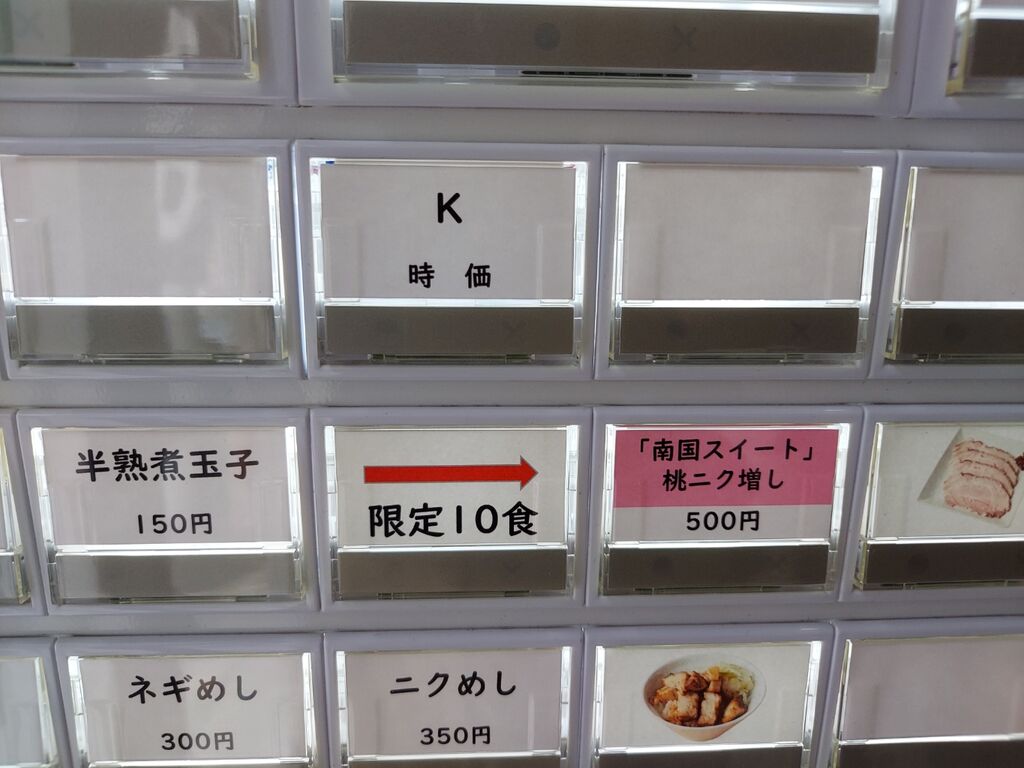 K
時 価
半熟煮玉子
150円
限定10食
「南国スイート」
桃ニク増し
500円
ネギめし
300円
ニクめし
350円